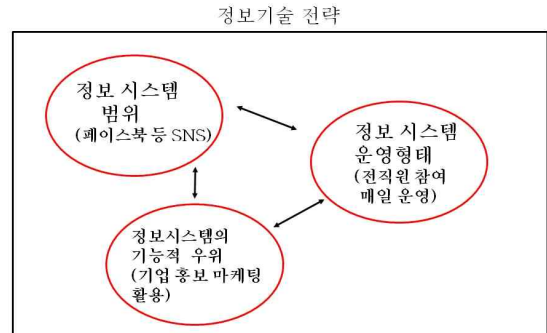 정보기술 전략
정보 시스템
범위
(페이스북 등 SNS)
정보 시스템
운영형태
(전직원 참여
매일 운영)
정보시스템의
기능적 우위
(기업 홍보 마케팅
활용)